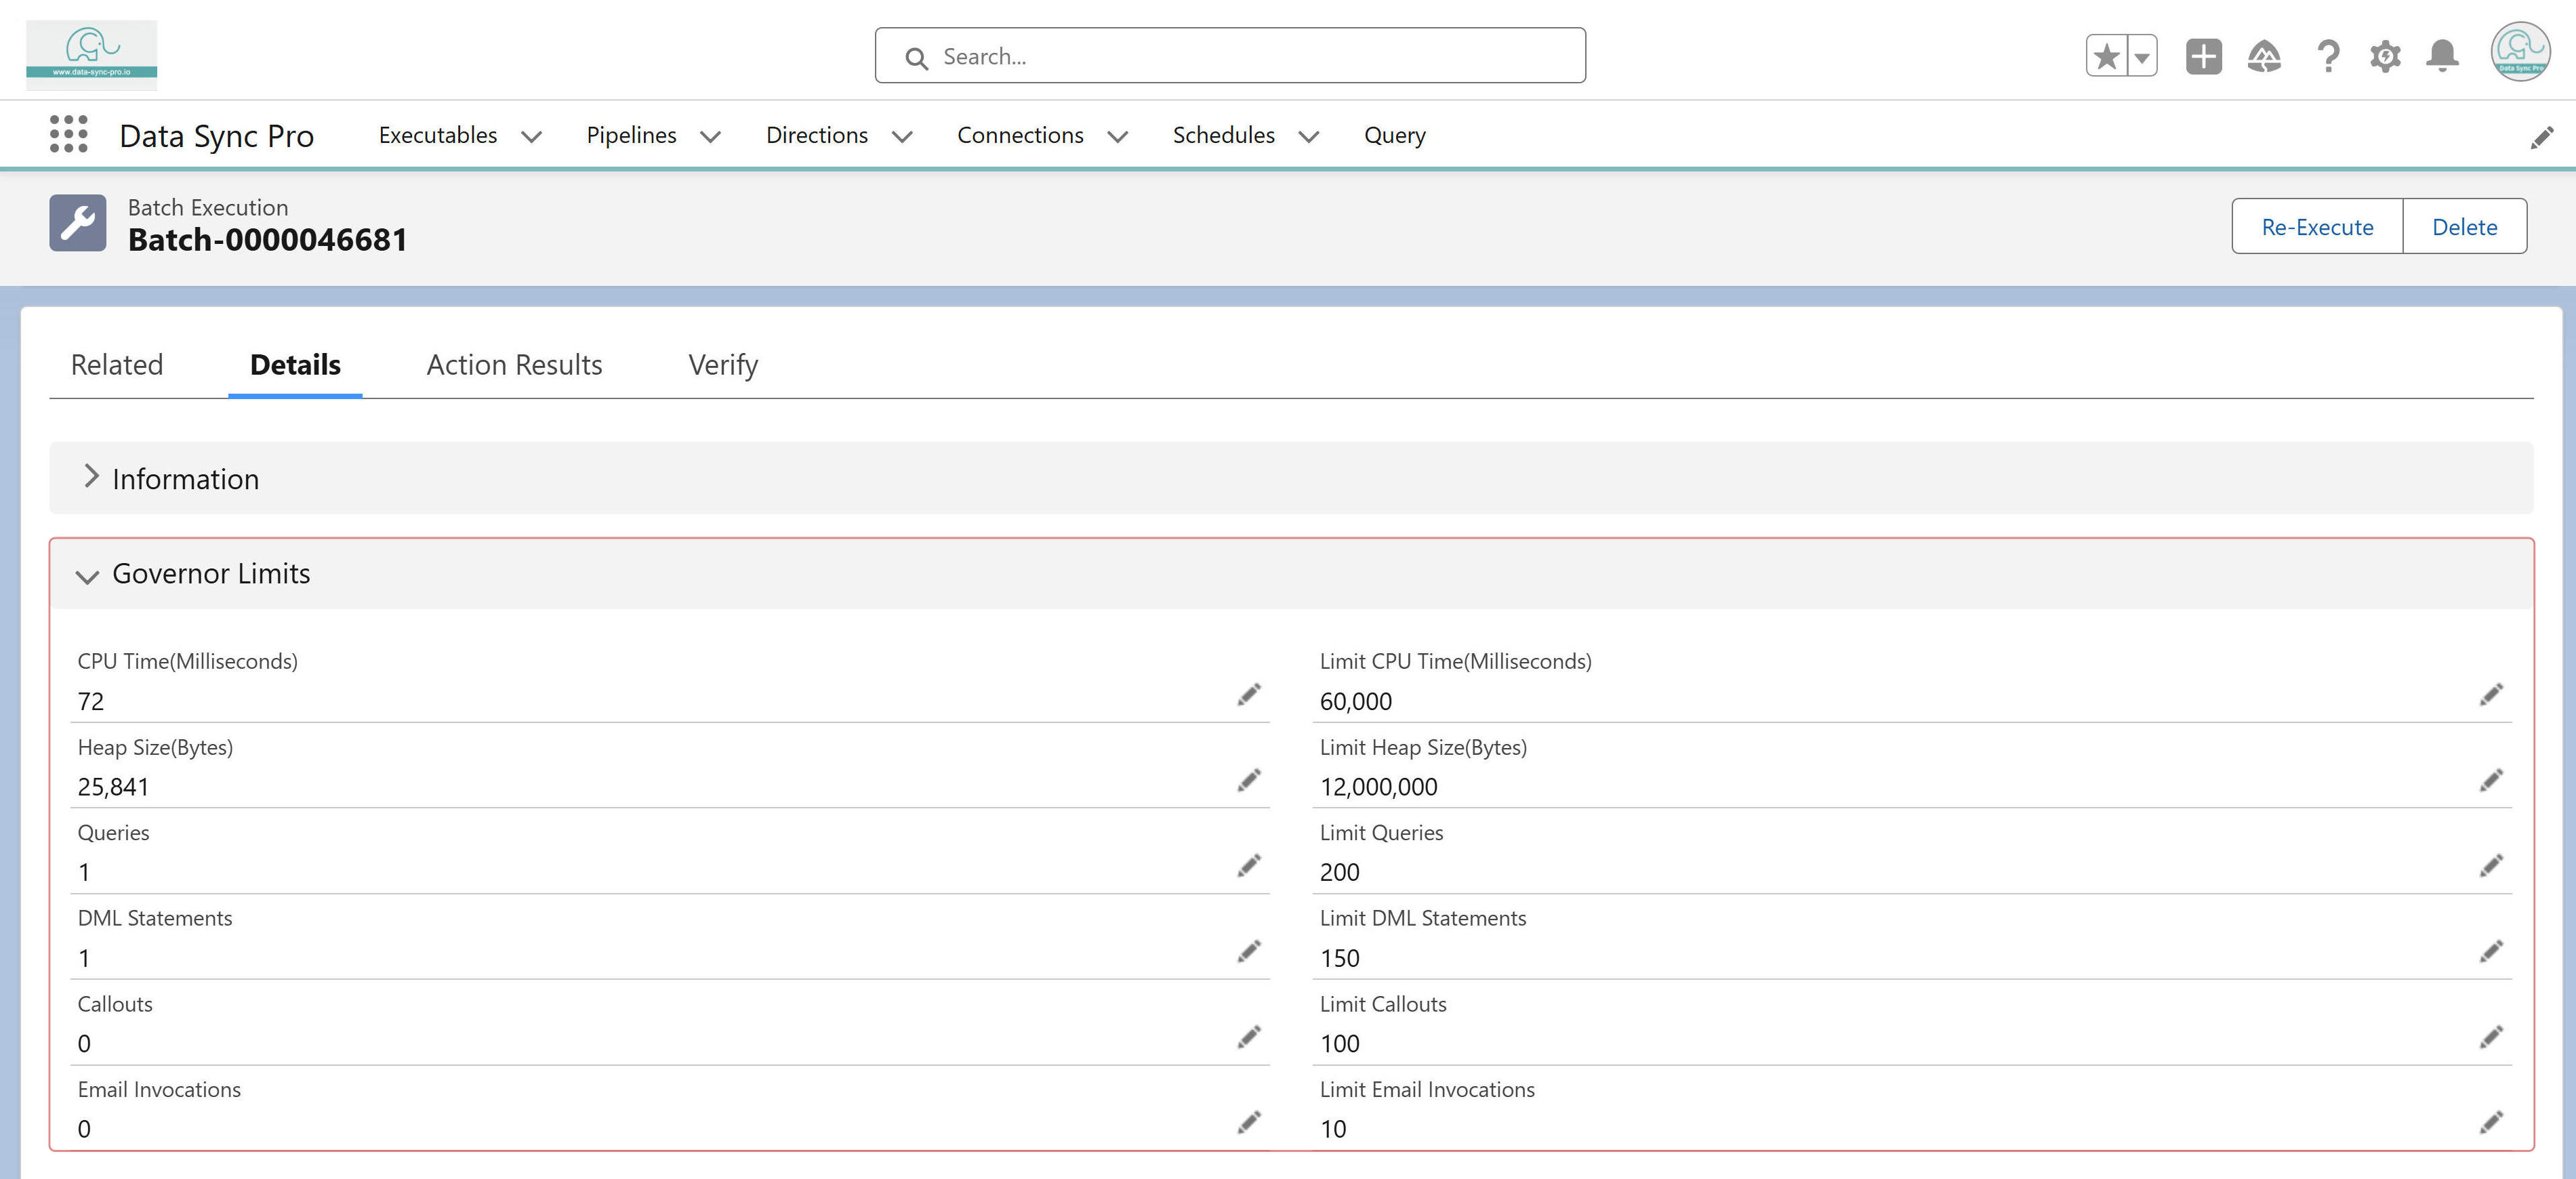 www.data-sync-pro.io
Search...
Data Sync Pro
Data Sync Pro
Executables
Pipelines
Directions
Connections
Schedules
Query
Batch Execution
Batch-0000046681
Re-Execute
Delete
Related
Details
Action Results
Verify
Information
Governor Limits
CPU Time(Milliseconds)
72
Limit CPU Time(Milliseconds)
60,000
Heap Size(Bytes)
25,841
Limit Heap Size(Bytes)
12,000,000
Queries
1
Limit Queries
200
DML Statements
1
Limit DML Statements
150
Callouts
0
Limit Callouts
100
Email Invocations
0
Limit Email Invocations
10